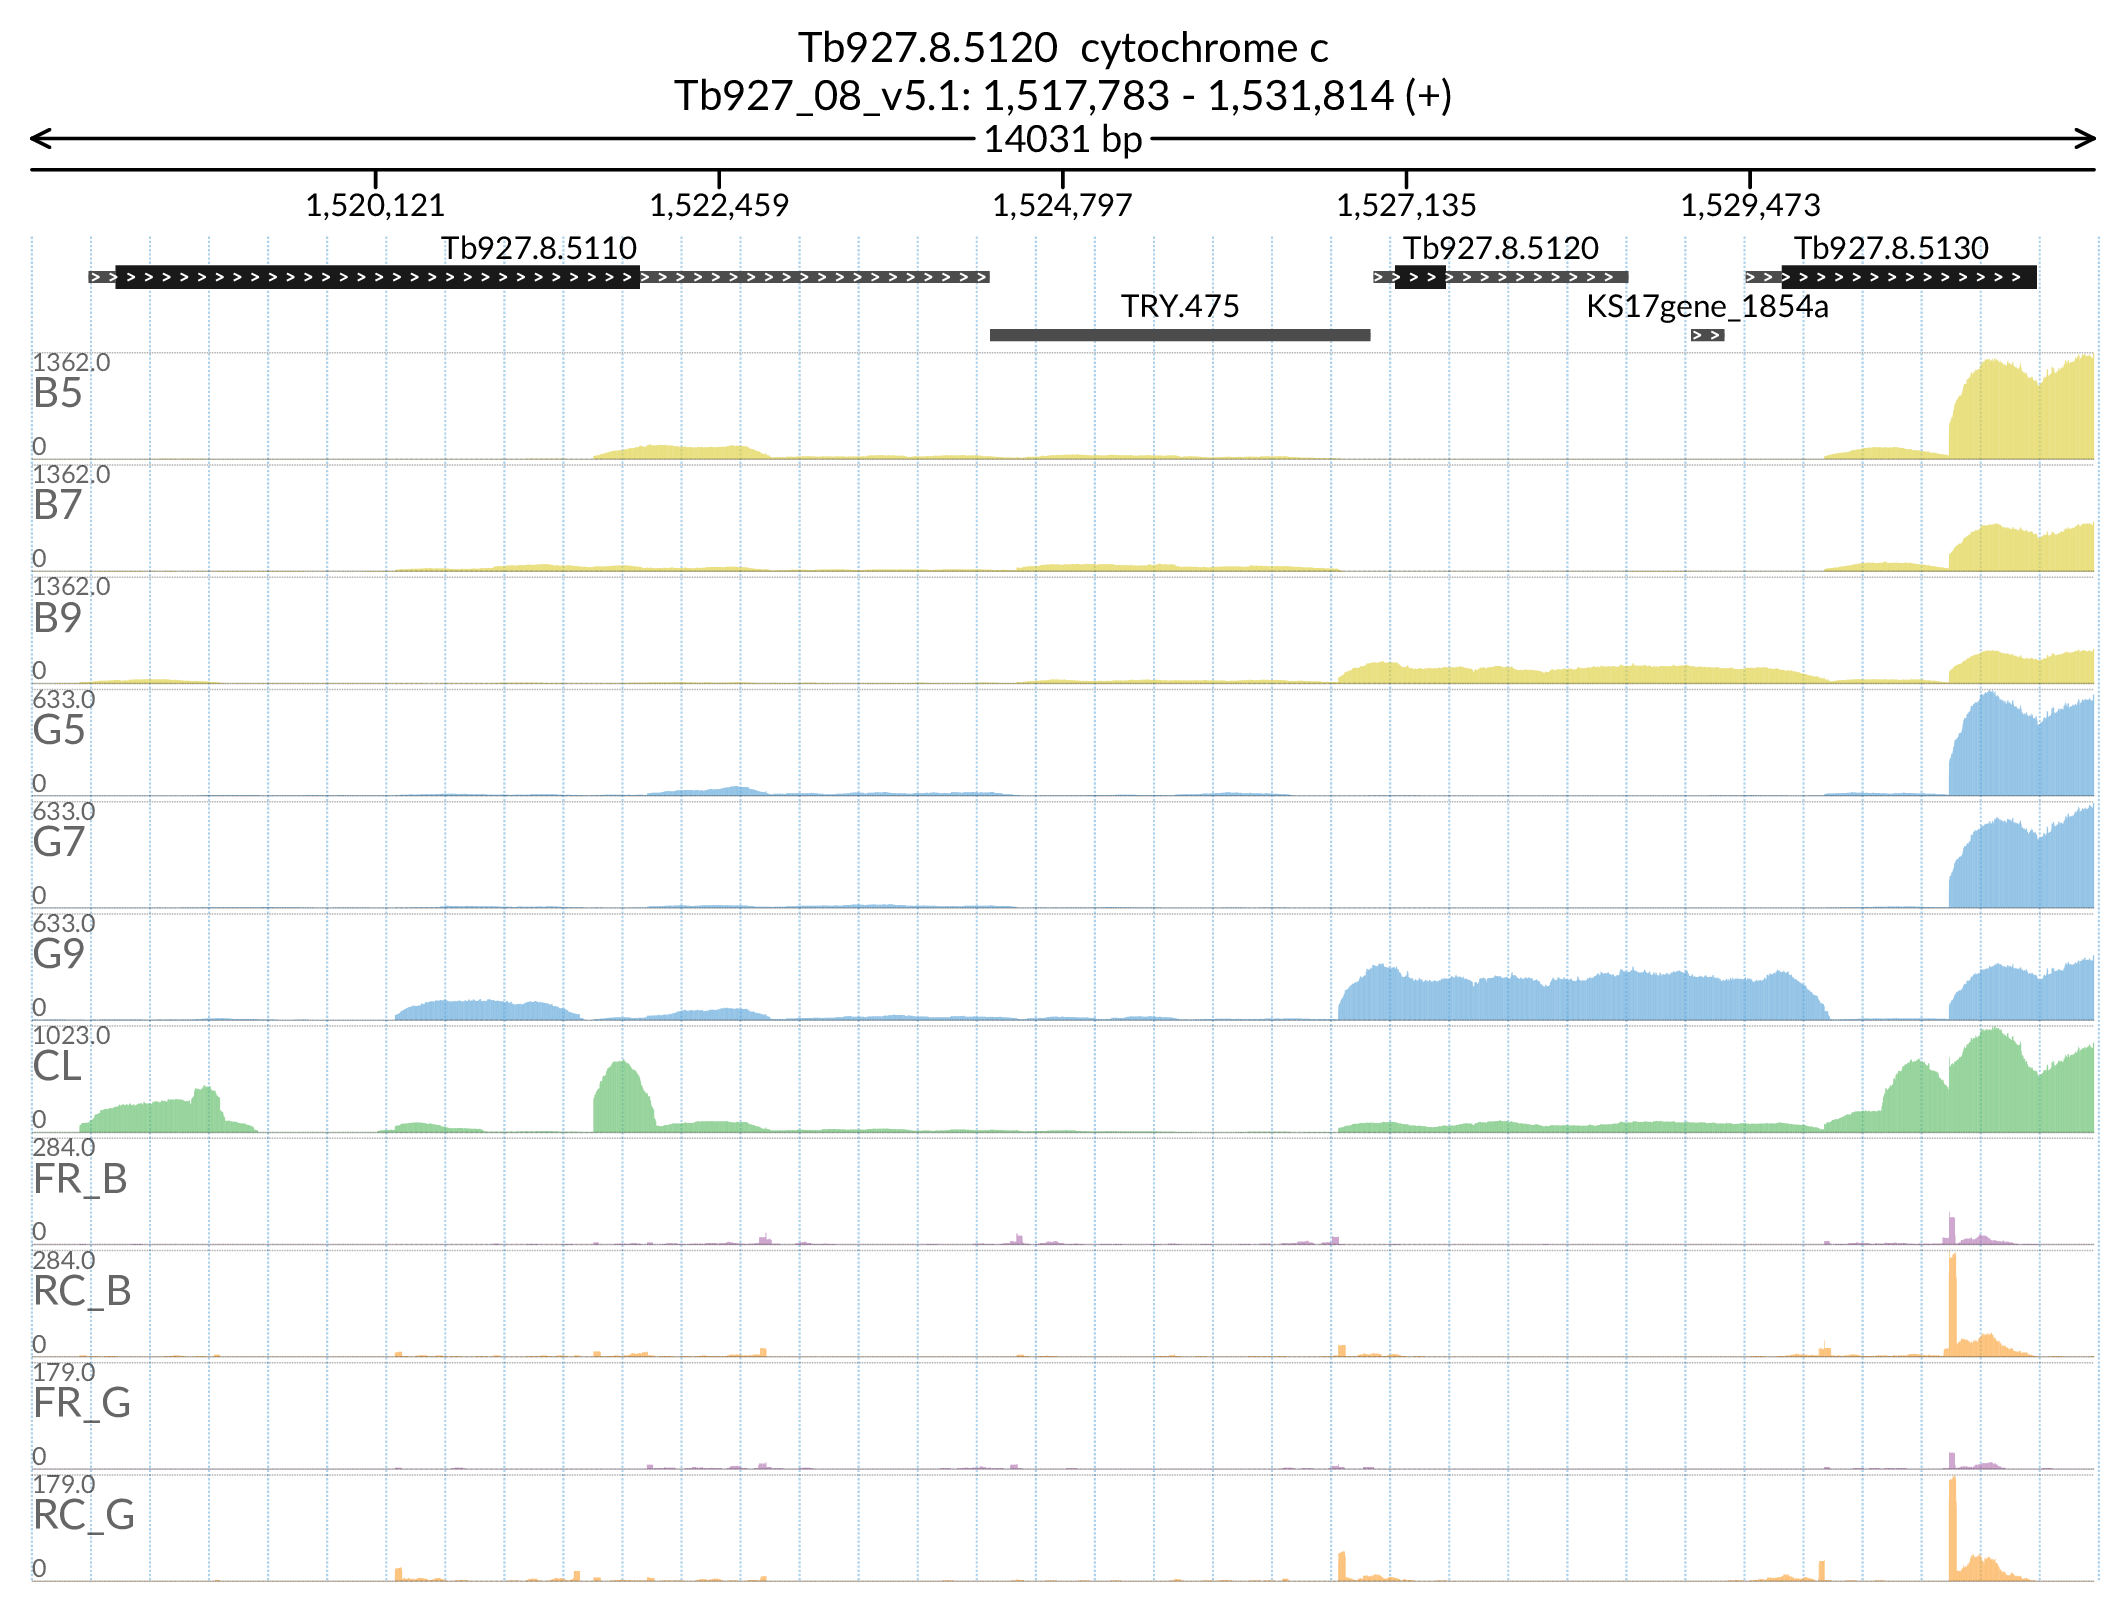 Tb927.8.5120  cytochrome c
Tb927_08_v5.1: 1,517,783 - 1,531,814 (+)
14031 bp
1,520,121 1,522,459 1,524,797 1,527,135 1,529,473
Tb927.8.5110 Tb927.8.5120 Tb927.8.5130
TRY.475 KS17gene_1854a
1362.0
B5
0
1362.0
B7
0
1362.0
B9
0
633.0
G5
0
633.0
G7
0
633.0
G9
0
1023.0
CL
0
284.0
FR_B
0
284.0
RC_B
0
179.0
FR_G
0
179.0
RC_G
0